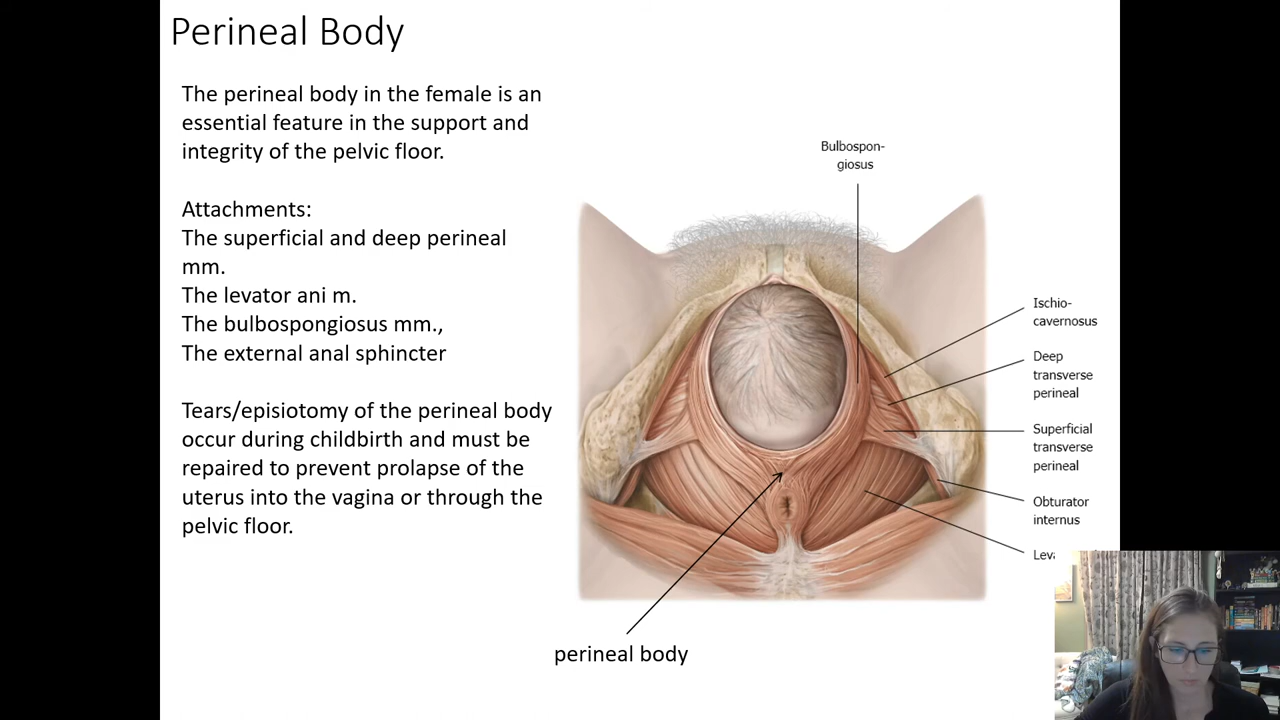 Perineal Body
The perineal body in the female is an
essential feature in the support and
integrity of the pelvic floor.
Attachments:
The superficial and deep perineal
mm.
The levator ani m.
The bulbospongiosus mm.,
The external anal sphincter
Tears/episiotomy of the perineal body
occur during childbirth and must be
repaired to prevent prolapse of the
uterus into the vagina or through the
pelvic floor.
Bulbospon-
giosus
Ischio-
cavernosus
Deep
transverse
perineal
Superficial
transverse
perineal
Obturator
internus
perineal body